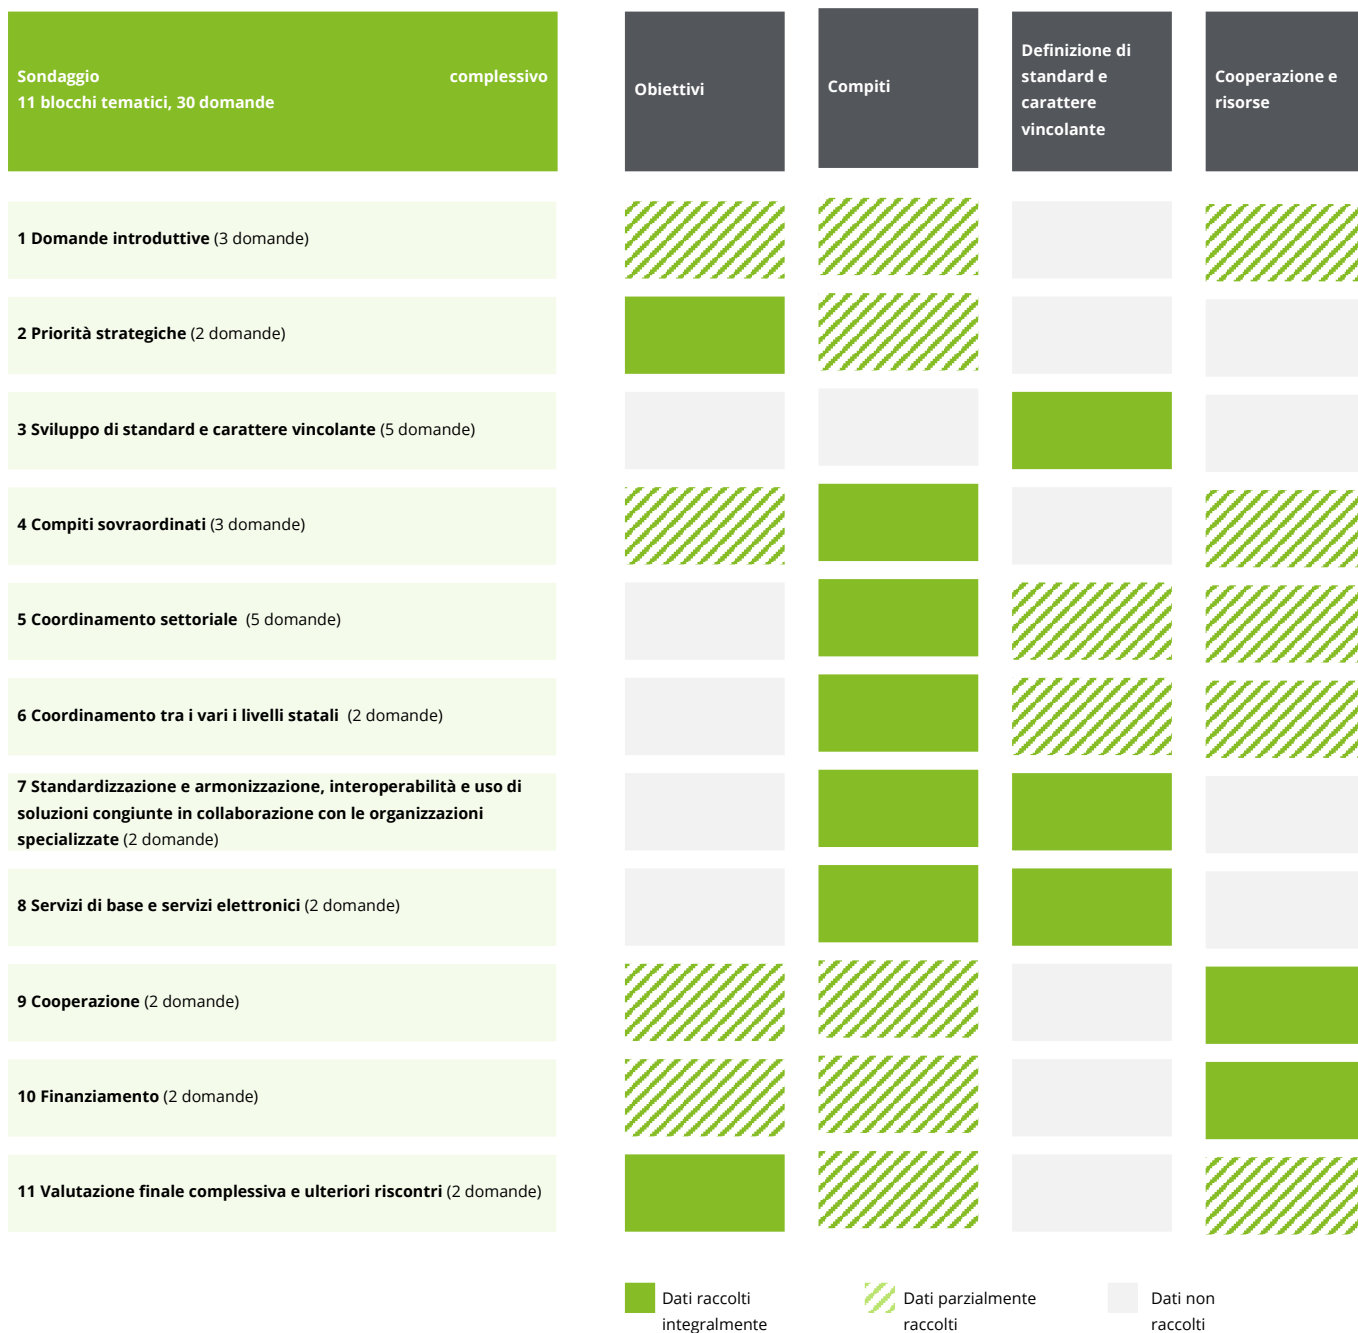 Sondaggio complessivo
11 blocchi tematici, 30 domande
Obiettivi
Compiti
Definizione di
standard e
carattere
vincolante
Cooperazione e
risorse
1 Domande introduttive (3 domande)
2 Priorità strategiche (2 domande)
3 Sviluppo di standard e carattere vincolante (5 domande)
4 Compiti sovraordinati (3 domande)
5 Coordinamento settoriale (5 domande)
6 Coordinamento tra i vari i livelli statali (2 domande)
7 Standardizzazione e armonizzazione, interoperabilità e uso di
soluzioni congiunte in collaborazione con le organizzazioni
specializzate (2 domande)
8 Servizi di base e servizi elettronici (2 domande)
9 Cooperazione (2 domande)
10 Finanziamento (2 domande)
11 Valutazione finale complessiva e ulteriori riscontri (2 domande)
Dati raccolti
integralmente
Dati parzialmente
raccolti
Dati non
raccolti